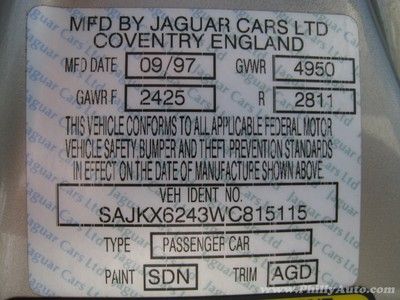 MFD BY JAGUAR CARS LTD
COVENTRY ENGLAND
MFD DATE 09/97 GVWR 4950
GAWR F 2425 R 2811
THIS VEHICLE CONFORMS TO ALL APPLICABLE FEDERAL MOTOR
VEHICLE SAFETY, BUMPER AND THEFT PREVENTION STANDARDS
IN EFFECT ON THE DATE OF MANUFACTURE SHOWN ABOVE.
VEH IDENT NO.
SAJKX6243WC815115
TYPE PASSENGER CAR
PAINT SDN TRIM AGD
www.PhillyAuto.com